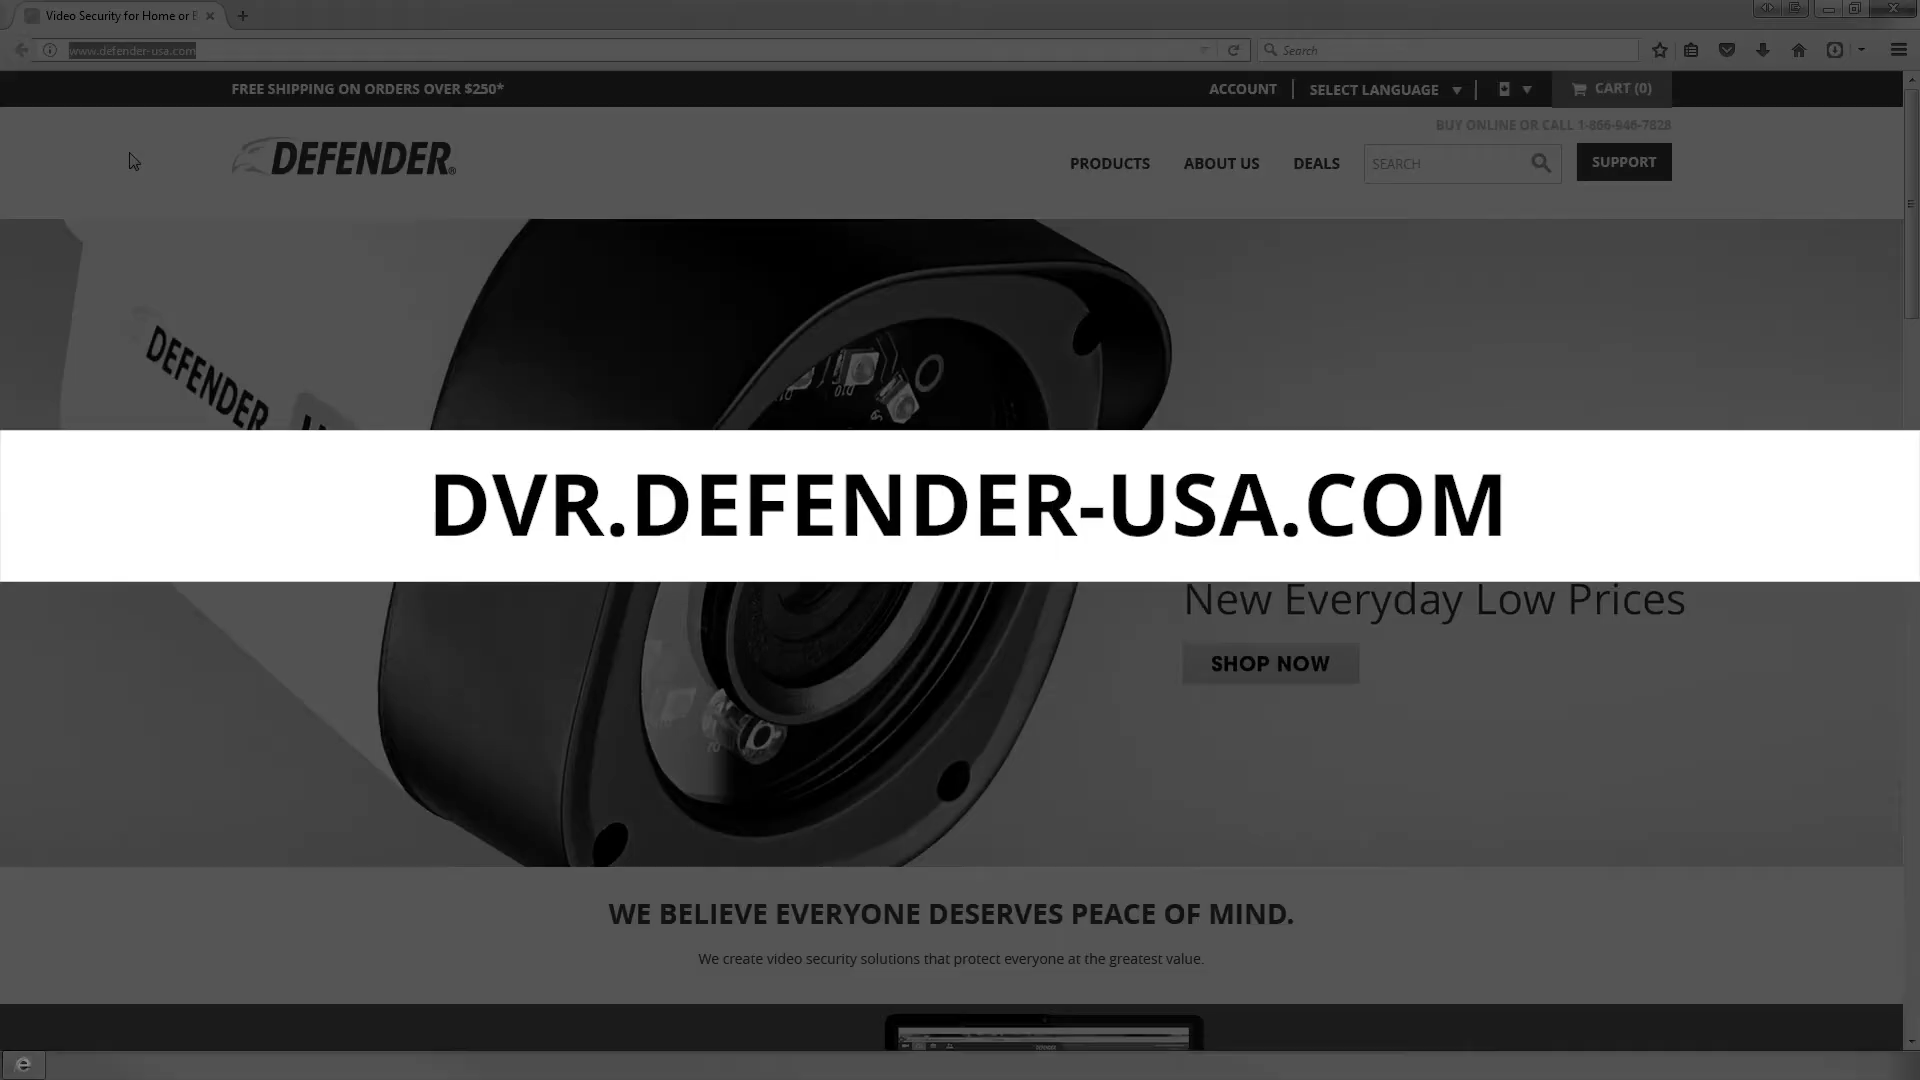 Video Security for Home or B
www.defender-usa.com
Search
FREE SHIPPING ON ORDERS OVER $250*
ACCOUNT
SELECT LANGUAGE
CART (0)
BUY ONLINE OR CALL 1-866-946-7828
DEFENDER®
PRODUCTS
ABOUT US
DEALS
SEARCH
SUPPORT
DEFENDER
DVR.DEFENDER-USA.COM
New Everyday Low Prices
SHOP NOW
WE BELIEVE EVERYONE DESERVES PEACE OF MIND.
We create video security solutions that protect everyone at the greatest value.